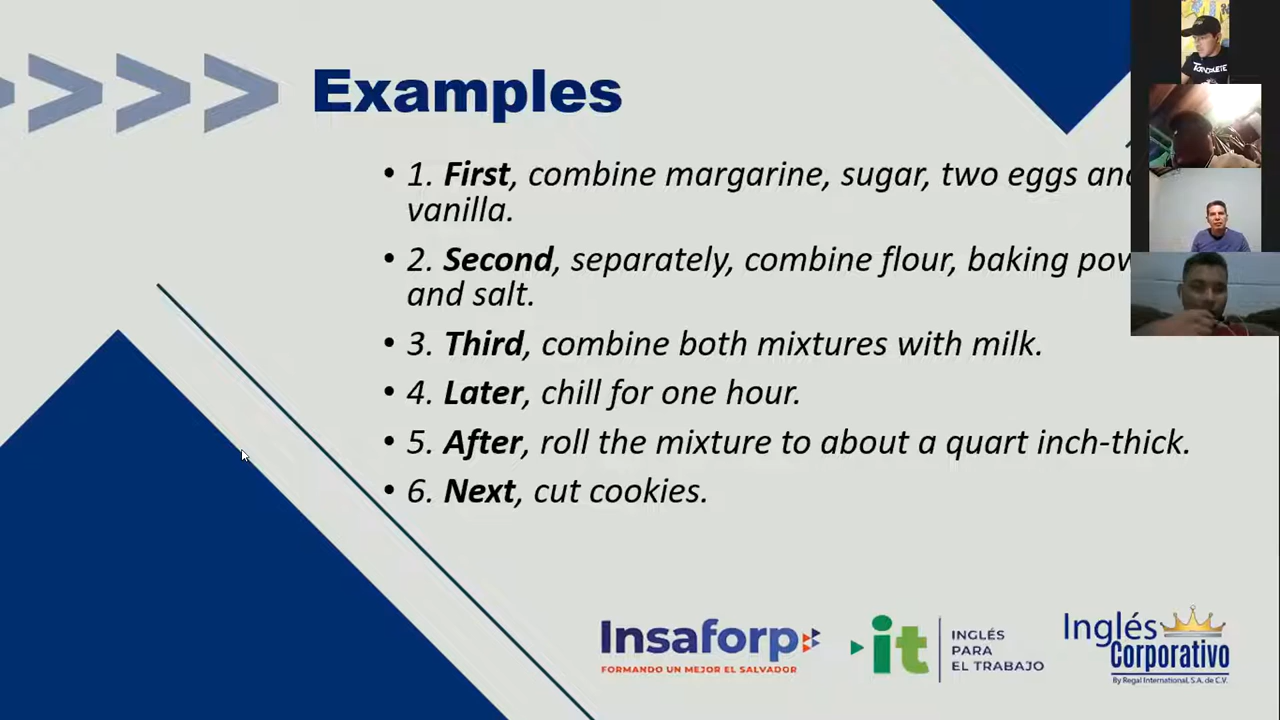 Examples
• 1. First, combine margarine, sugar, two eggs and
vanilla.
• 2. Second, separately, combine flour, baking
and salt.
• 3. Third, combine both mixtures with milk.
• 4. Later, chill for one hour.
• 5. After, roll the mixture to about a quart inch-thick.
• 6. Next, cut cookies.
Insaforp
FORMANDO UN MEJOR EL SALVADOR
it
INGLÉS
PARA
EL TRABAJO
Inglés
Corporativo
By Regal International, S.A. de C.V.